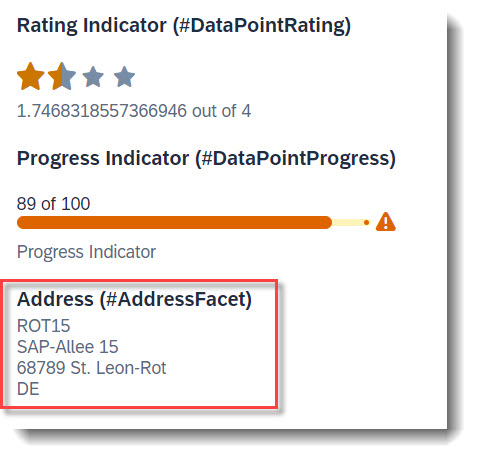 Rating Indicator (#DataPointRating)
1.7468318557366946 out of 4
Progress Indicator (#DataPointProgress)
89 of 100
Progress Indicator
Address (#AddressFacet)
ROT15
SAP-Allee 15
68789 St. Leon-Rot
DE